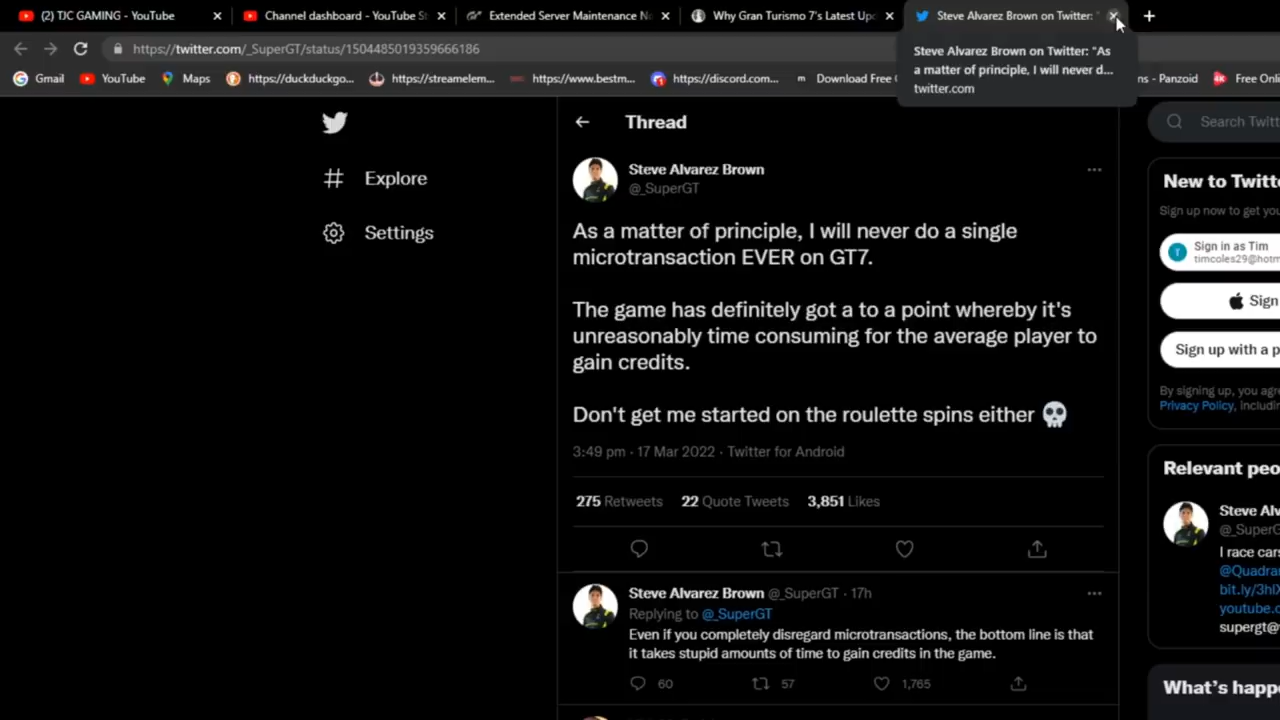 (2) TJC GAMING - YouTube
Channel dashboard - YouTube S
Extended Server Maintenance N
Why Gran Turismo 7's Latest Up
Steve Alvarez Brown on Twitter: "
https://twitter.com/_SuperGT/status/1504485019359666186
Steve Alvarez Brown on Twitter: "As
a matter of principle, I will never d...
twitter.com
Gmail
YouTube
Maps
https://duckduckgo...
https://streamelem...
https://www.bestm...
https://discord.com...
Download Free
ns - Panzoid
Free Onli
Thread
Search Twitt
Explore
Settings
Steve Alvarez Brown
@_SuperGT
As a matter of principle, I will never do a single
microtransaction EVER on GT7.
The game has definitely got a to a point whereby it's
unreasonably time consuming for the average player to
gain credits.
Don't get me started on the roulette spins either 💀
3:49 pm · 17 Mar 2022 · Twitter for Android
275 Retweets 22 Quote Tweets 3,851 Likes
Steve Alvarez Brown @_SuperGT · 17h
Replying to @_SuperGT
Even if you completely disregard microtransactions, the bottom line is that
it takes stupid amounts of time to gain credits in the game.
60 57 1,765
New to Twitte
Sign up now to get you
T
Sign in as Tim
timcoles29@hotm
Sign
Sign up with a p
By signing up, you agre
Privacy Policy, includin
Relevant peo
Steve Al
@_SuperG
I race cars
@Quadra
bit.ly/3hlX
youtube.c
supergt@
What's happe